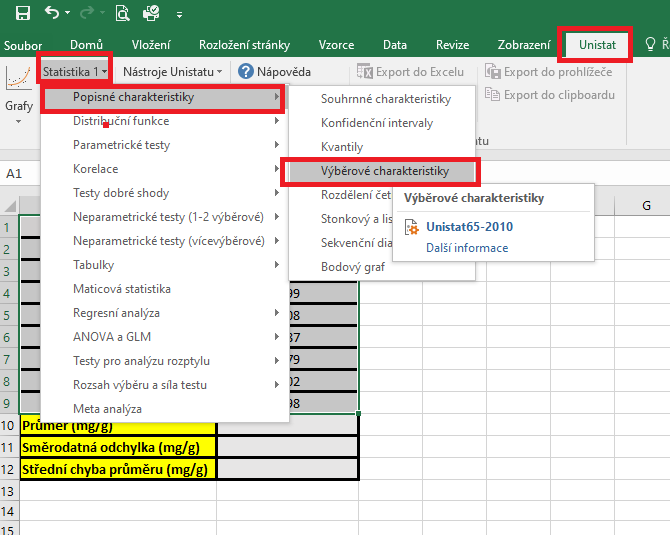 Soubor Domů Vložení Rozložení stránky Vzorce Data Revize Zobrazení Unistat
Statistika 1 Nástroje Unistatu Nápověda Export do Excelu Export do prohlížeče
Export do clipboardu
Grafy
Popisné charakteristiky
Distribuční funkce
Parametrické testy
Korelace
Testy dobré shody
Neparametrické testy (1-2 výběrové)
Neparametrické testy (vícevýběrové)
Tabulky
Maticová statistika
Regresní analýza
ANOVA a GLM
Testy pro analýzu rozptylu
Rozsah výběru a síla testu
Meta analýza
Souhrnné charakteristiky
Konfidenční intervaly
Kvantily
Výběrové charakteristiky
Rozdělení čet
Stonkový a lis
Sekvenční dia
Bodový graf
Výběrové charakteristiky
Unistat65-2010
Další informace
A1
G
1
2
3
4 99
5 08
6 87
7 79
8 02
9 98
10 Průměr (mg/g)
11 Směrodatná odchylka (mg/g)
12 Střední chyba průměru (mg/g)
13
14
15